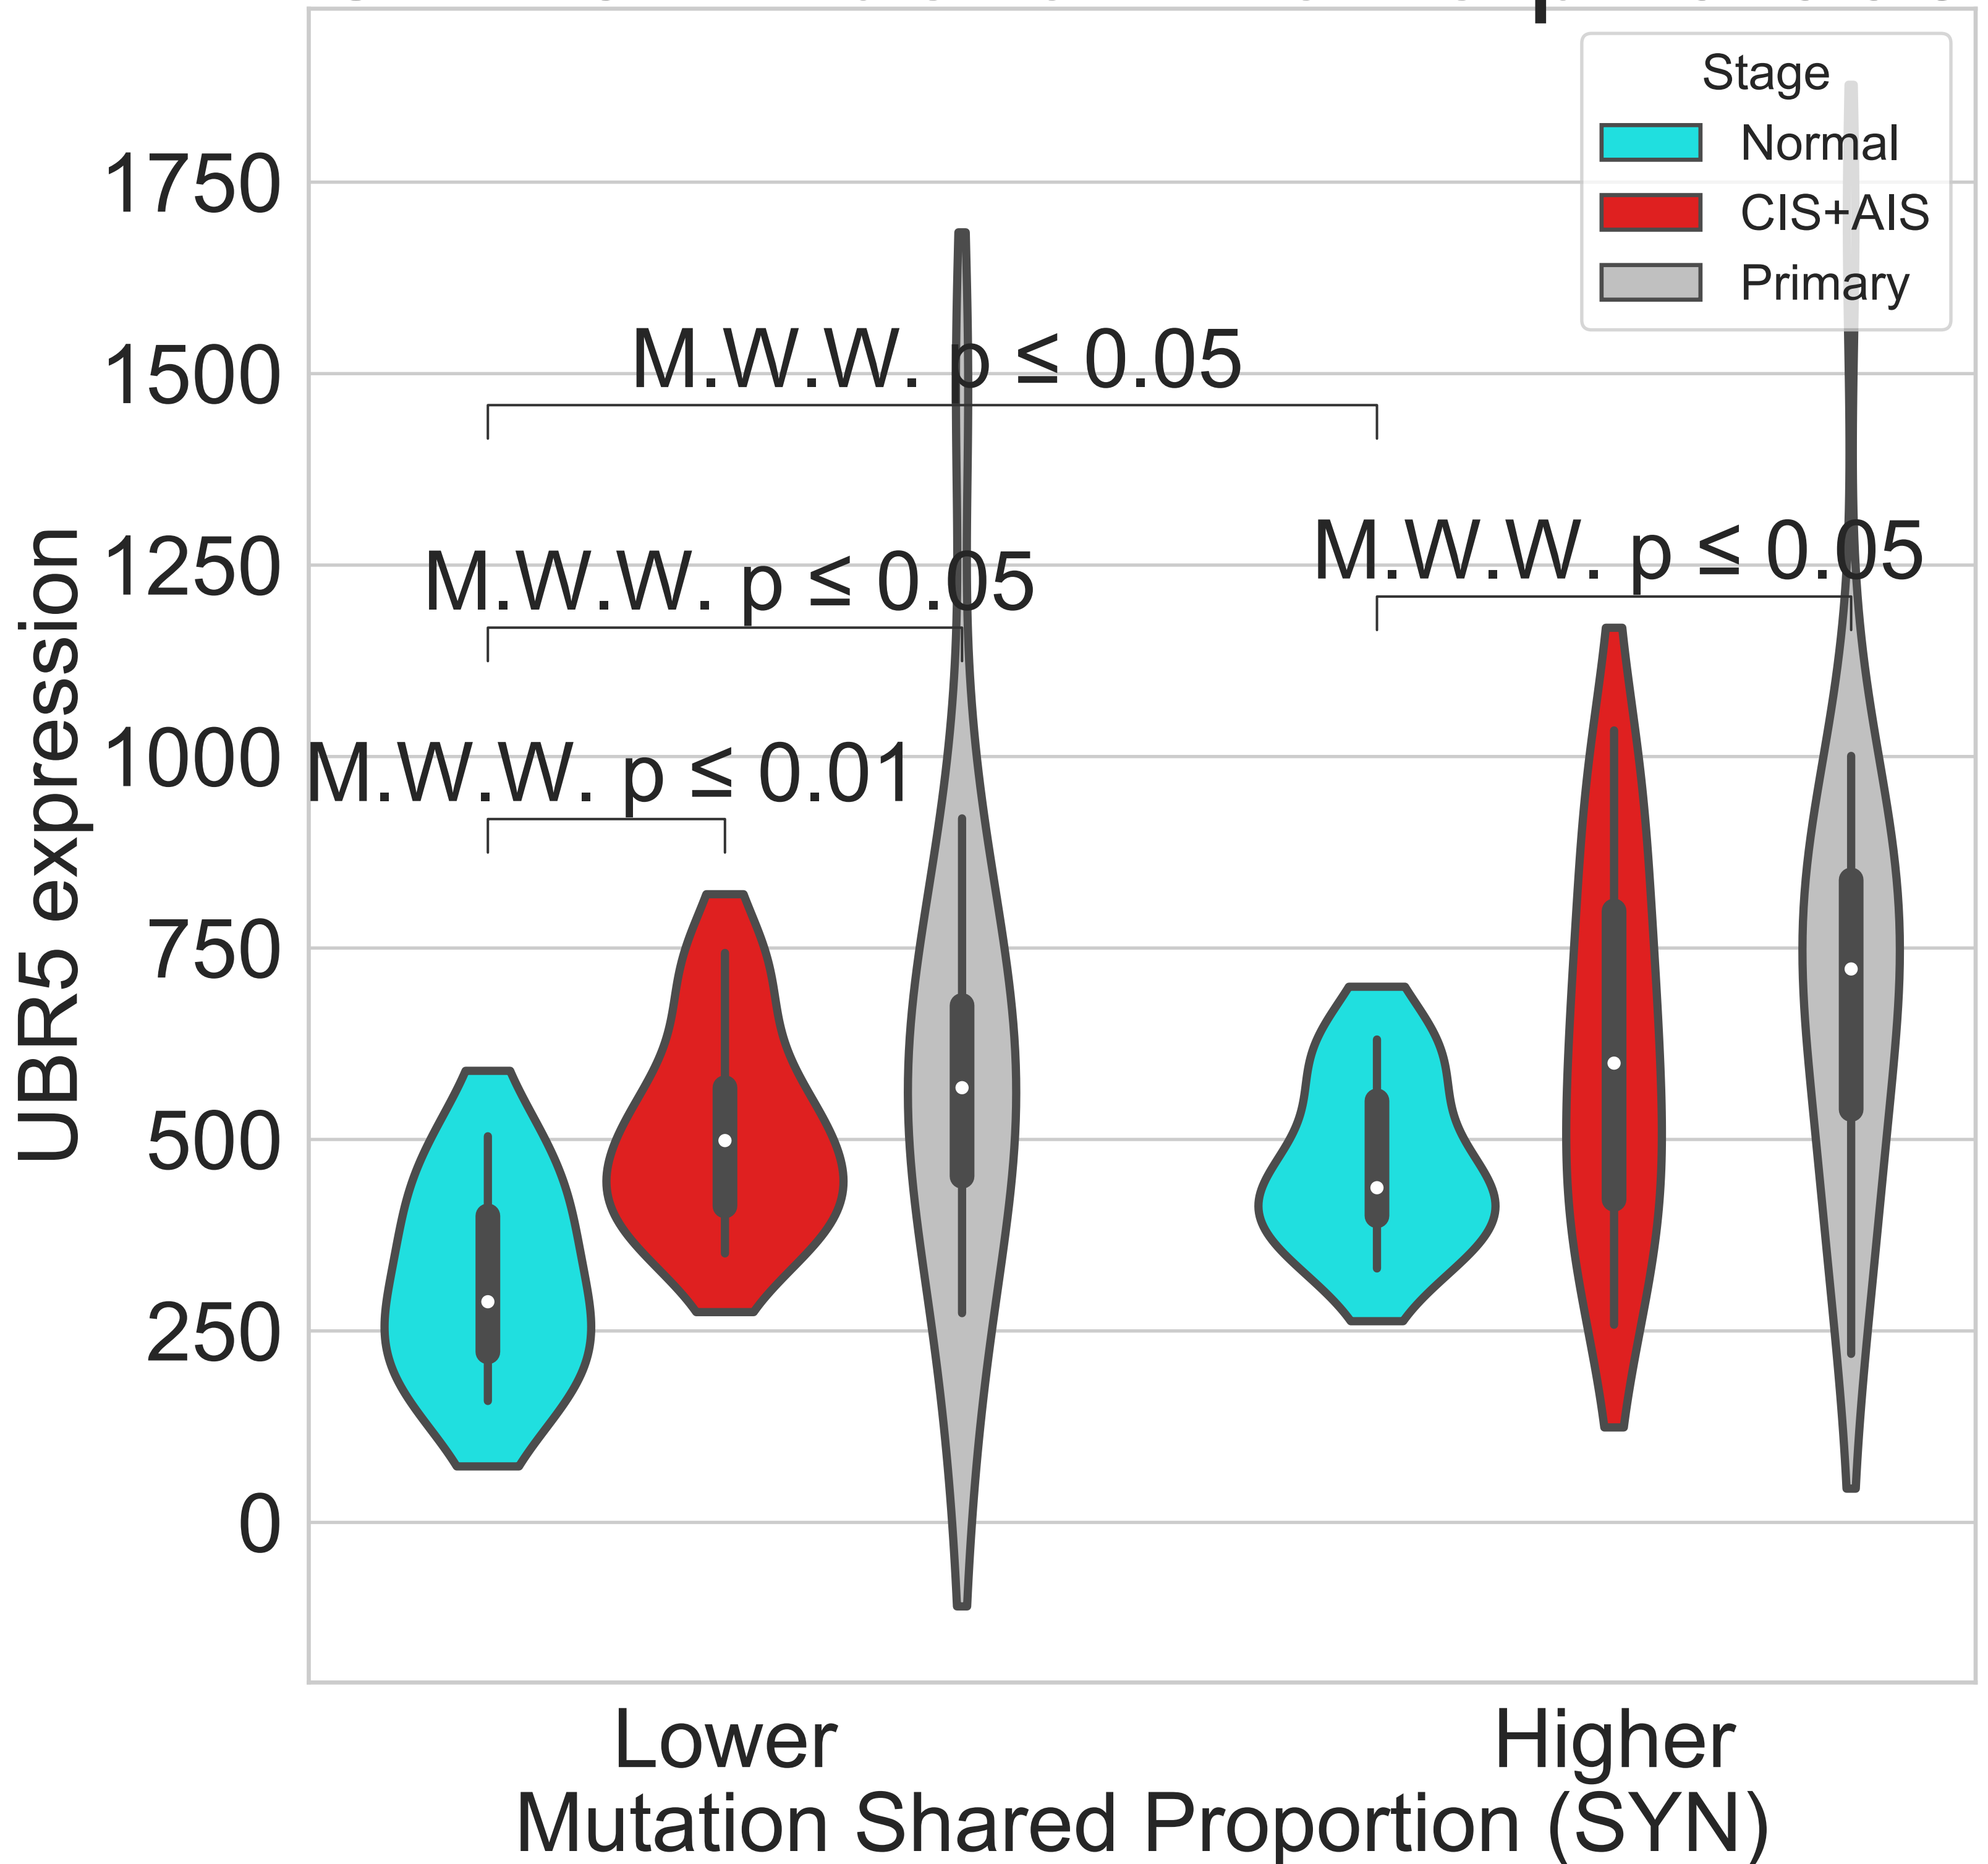 Stage
Normal
CIS+AIS
Primary
1750
1500
1250
1000
750
500
250
0
UBR5 expression
M.W.W. p ≤ 0.05
M.W.W. p ≤ 0.05
M.W.W. p ≤ 0.05
M.W.W. p ≤ 0.01
Lower
Higher
Mutation Shared Proportion (SYN)